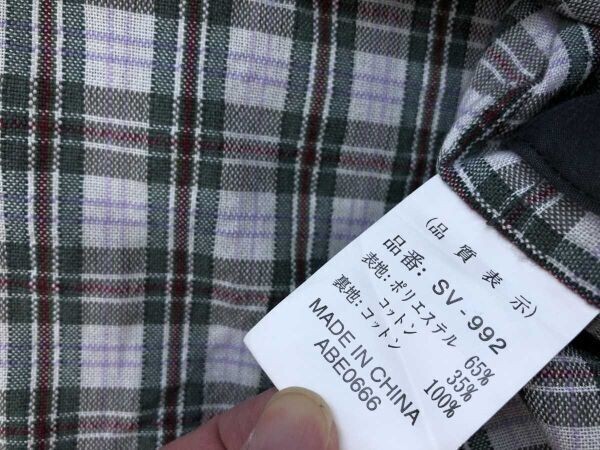 (品質表示)
品番: SV-992
表地: ポリエステル 65%
コットン 35%
裏地: コットン 100%
MADE IN CHINA
ABE0666